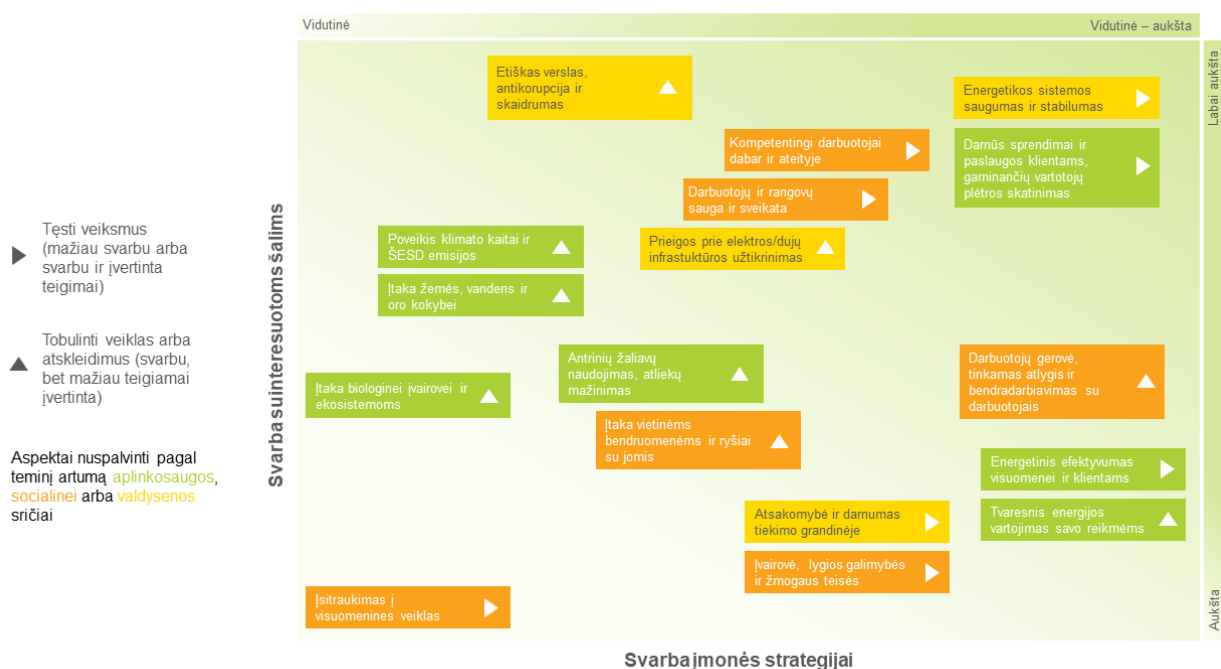 Vidutinė
Vidutinė – aukšta
Labai aukšta
Aukšta
Svarba suinteresuotoms šalims
Svarba įmonės strategijai
Tęsti veiksmus
(mažiau svarbu arba
svarbu ir įvertinta
teigimai)
Tobulinti veiklas arba
atskleidimus (svarbu,
bet mažiau teigiamai
įvertinta)
Aspektai nuspalvinti pagal
teminį artumą aplinkosaugos,
socialinei arba valdysenos
sričiai
Etiškas verslas,
antikorupcija ir
skaidrumas
Energetikos sistemos
saugumas ir stabilumas
Kompetentingi darbuotojai
dabar ir ateityje
Darnūs sprendimai ir
paslaugos klientams,
gaminančių vartotojų
plėtros skatinimas
Darbuotojų ir rangovų
sauga ir sveikata
Poveikis klimato kaitai ir
ŠESD emisijos
Prieigos prie elektros/dujų
infrastuktūros užtikrinimas
Įtaka žemės, vandens ir
oro kokybei
Antrinių žaliavų
naudojimas, atliekų
mažinimas
Darbuotojų gerovė,
tinkamas atlygis ir
bendradarbiavimas su
darbuotojais
Įtaka biologinei įvairovei ir
ekosistemoms
Įtaka vietinėms
bendruomenėms ir ryšiai
su jomis
Energetinis efektyvumas
visuomenei ir klientams
Atsakomybė ir darnumas
tiekimo grandinėje
Tvaresnis energijos
vartojimas savo reikmėms
Įvairovė, lygios galimybės
ir žmogaus teisės
Įsitraukimas į
visuomenines veiklas